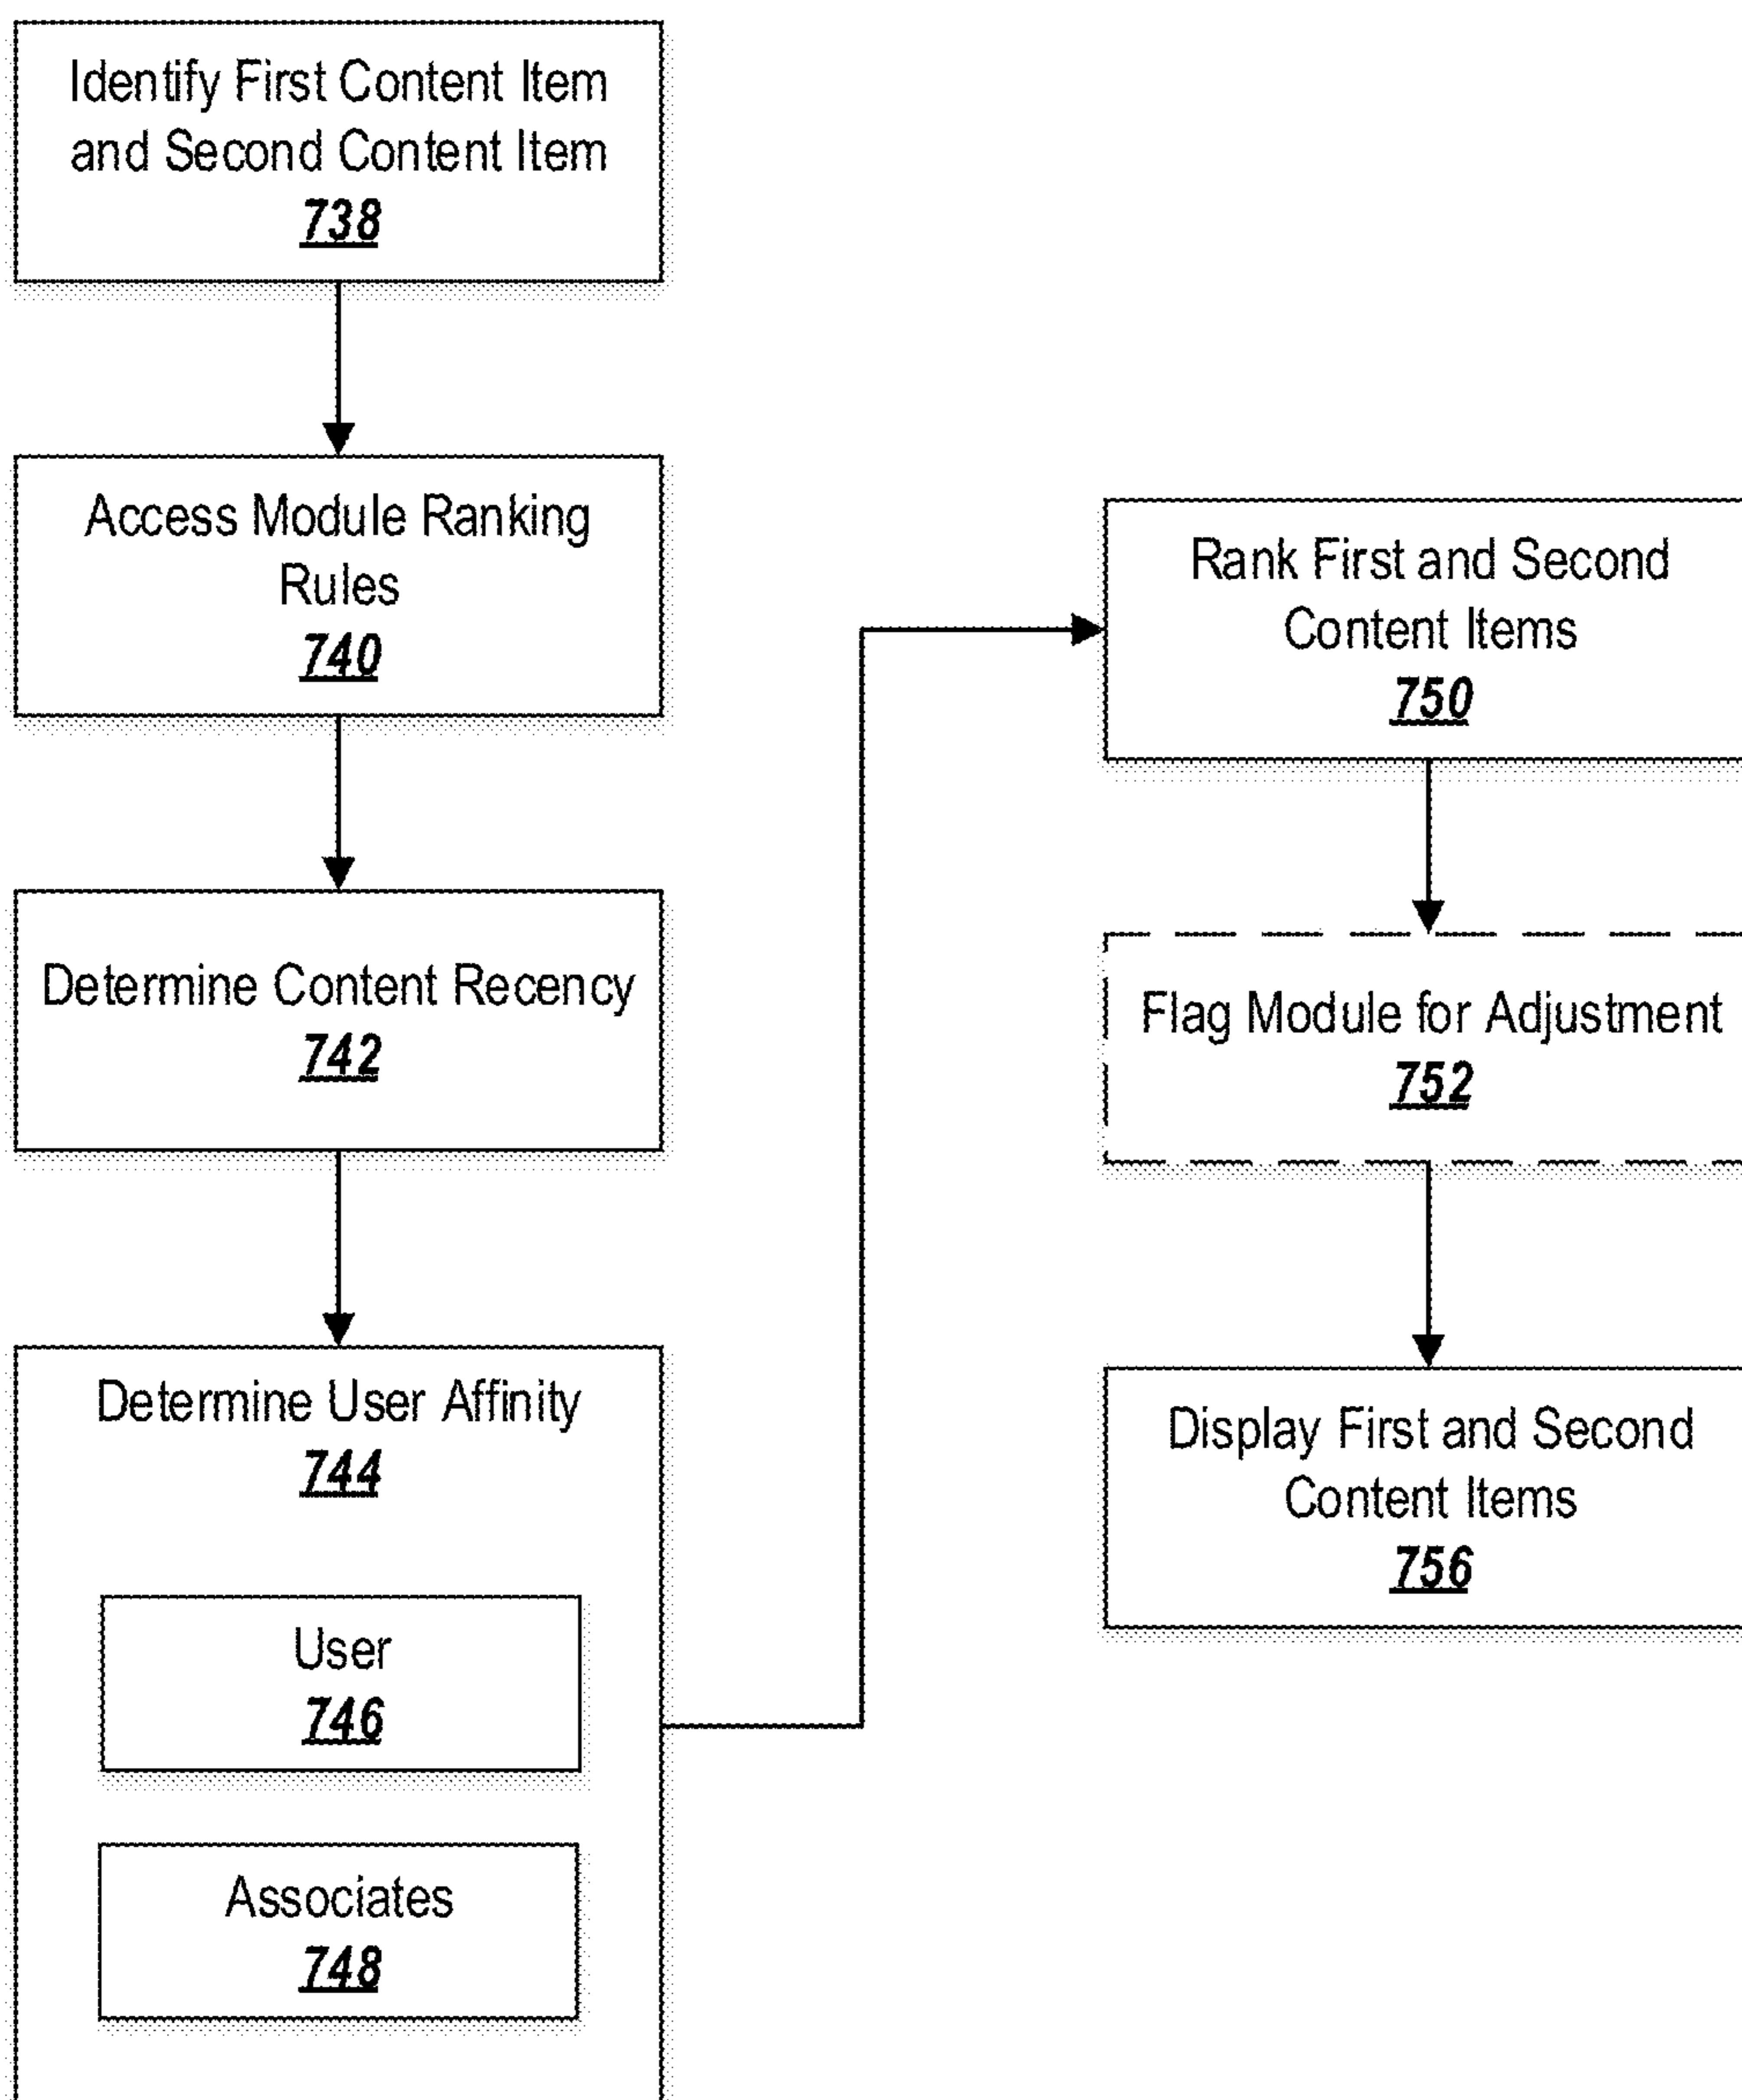 Identify First Content Item
and Second Content Item
738
Access Module Ranking
Rules
740
Determine Content Recency
742
Determine User Affinity
744
User
746
Associates
748
Rank First and Second
Content Items
750
Flag Module for Adjustment
752
Display First and Second
Content Items
756